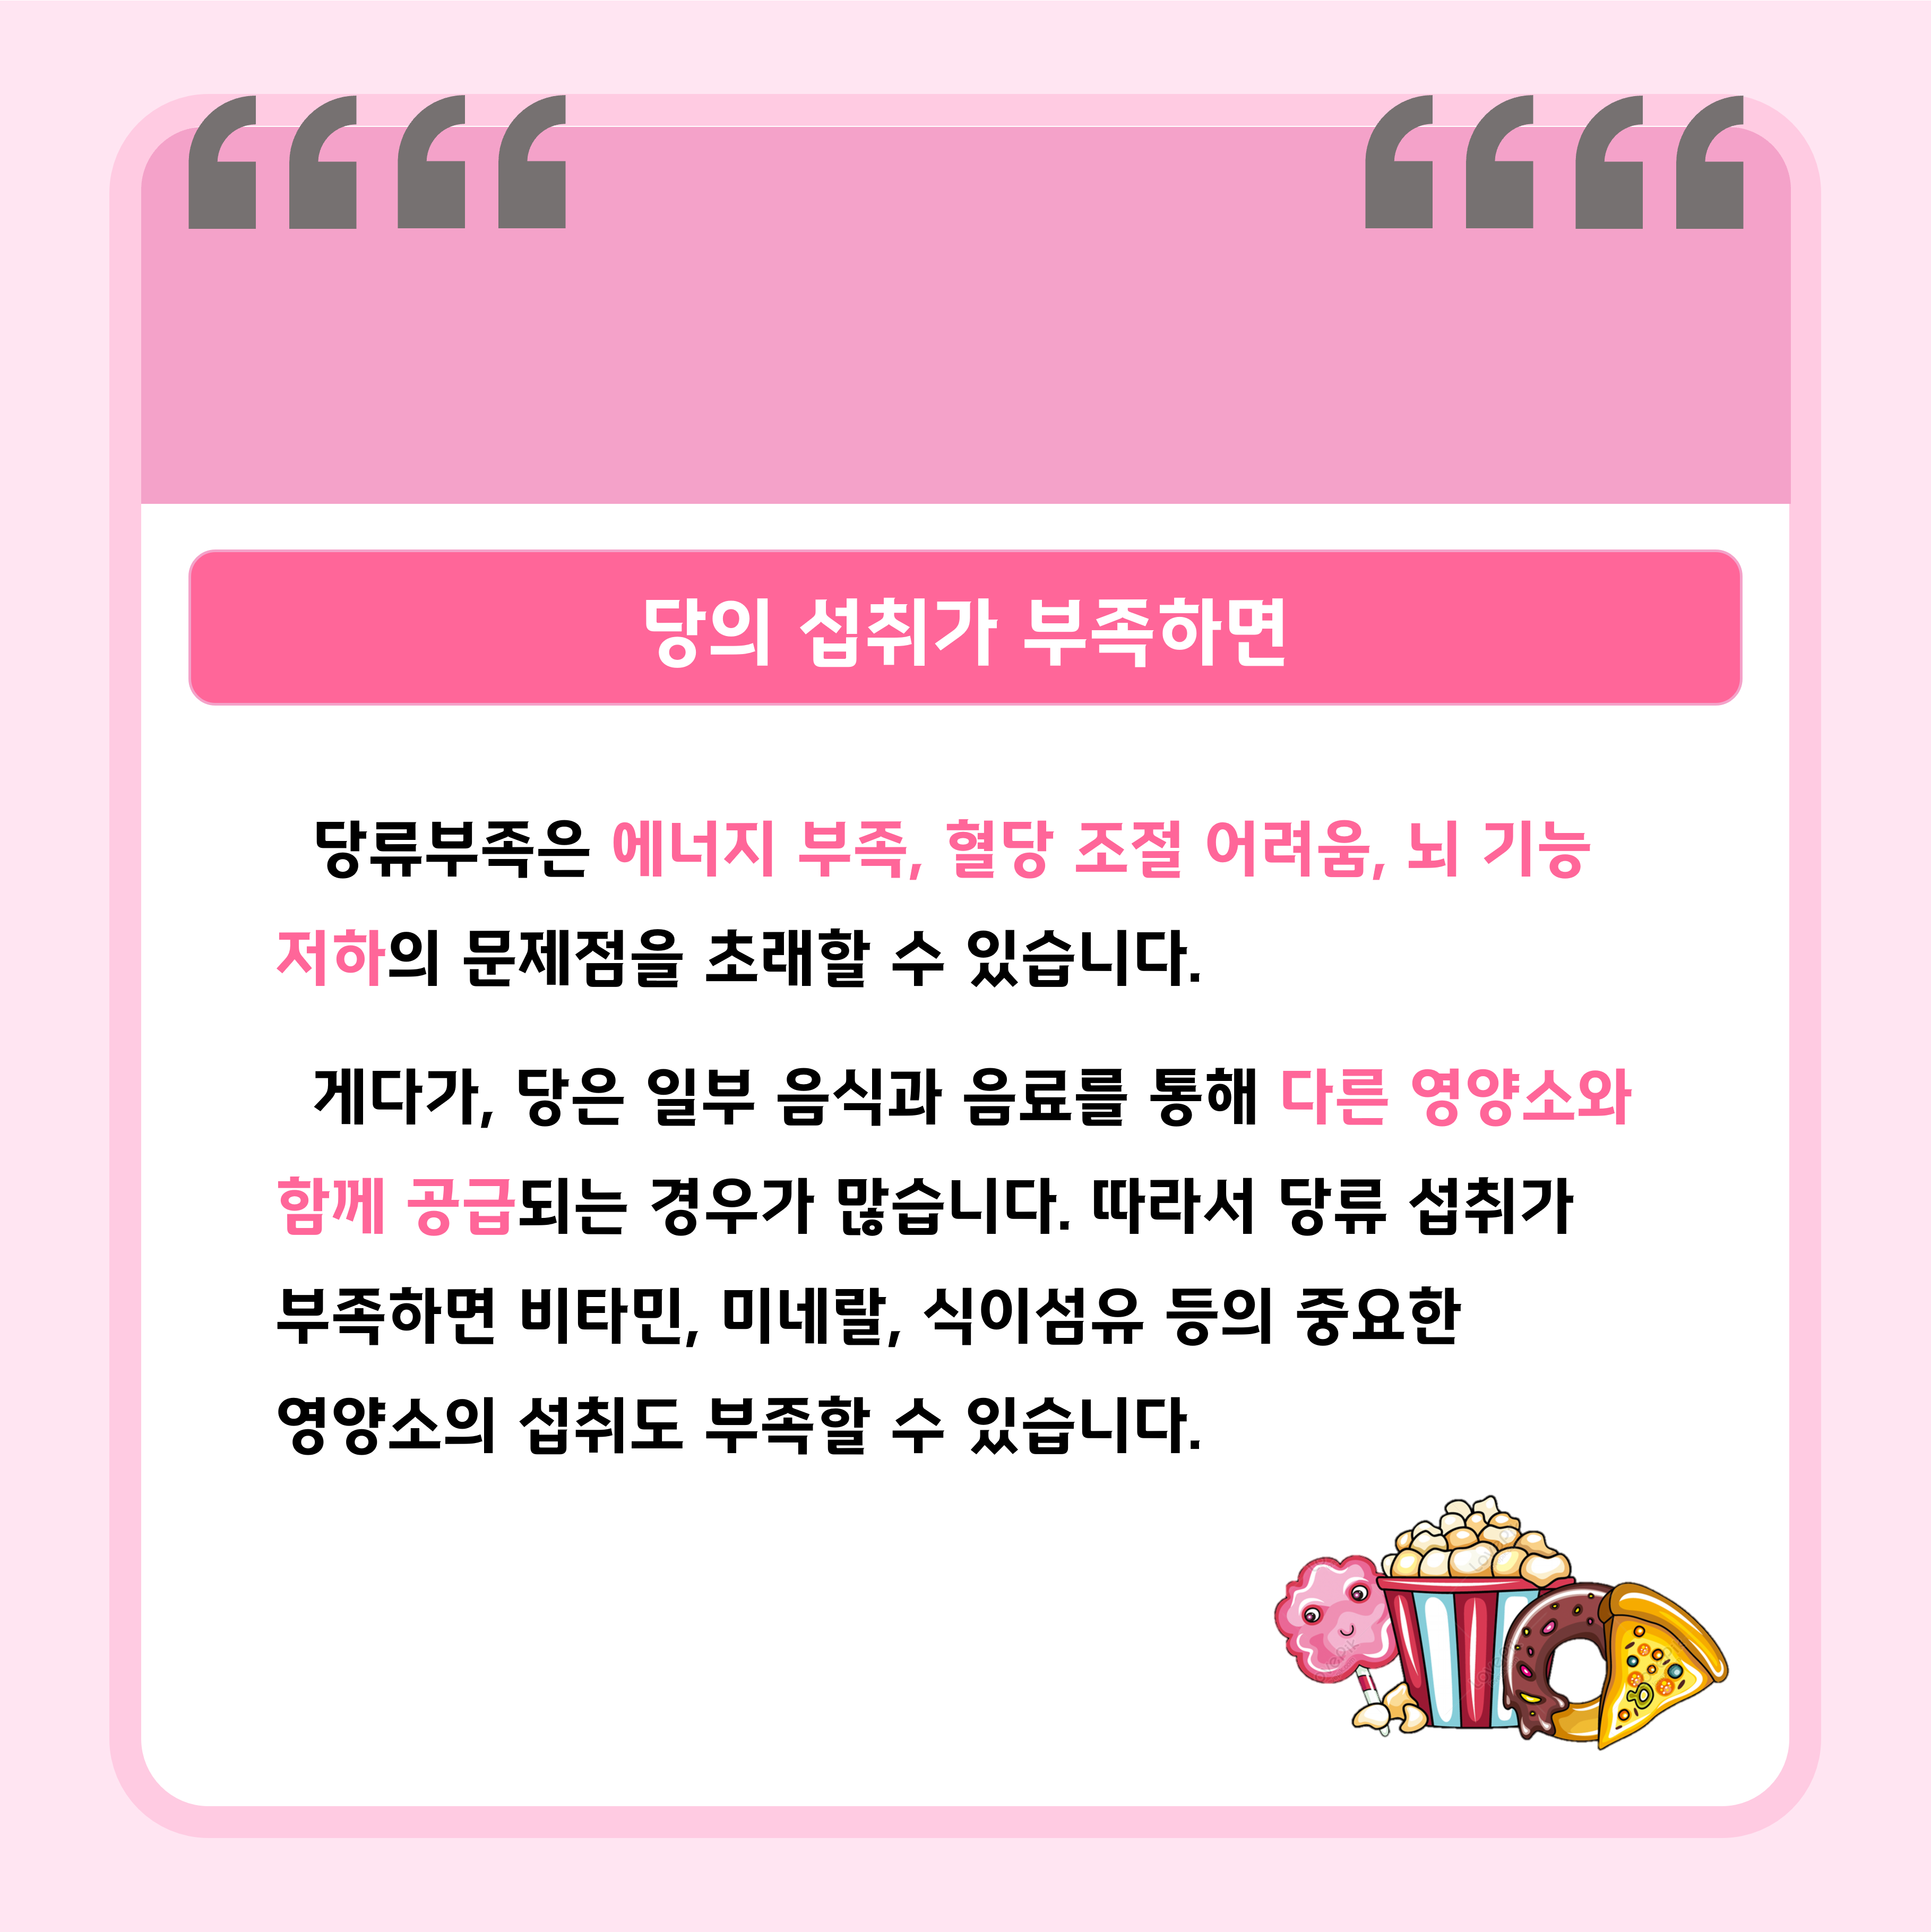 당의 섭취가 부족하면
당류부족은 에너지 부족, 혈당 조절 어려움, 뇌 기능
저하의 문제점을 초래할 수 있습니다.
게다가, 당은 일부 음식과 음료를 통해 다른 영양소와
함께 공급되는 경우가 많습니다. 따라서 당류 섭취가
부족하면 비타민, 미네랄, 식이섬유 등의 중요한
영양소의 섭취도 부족할 수 있습니다.